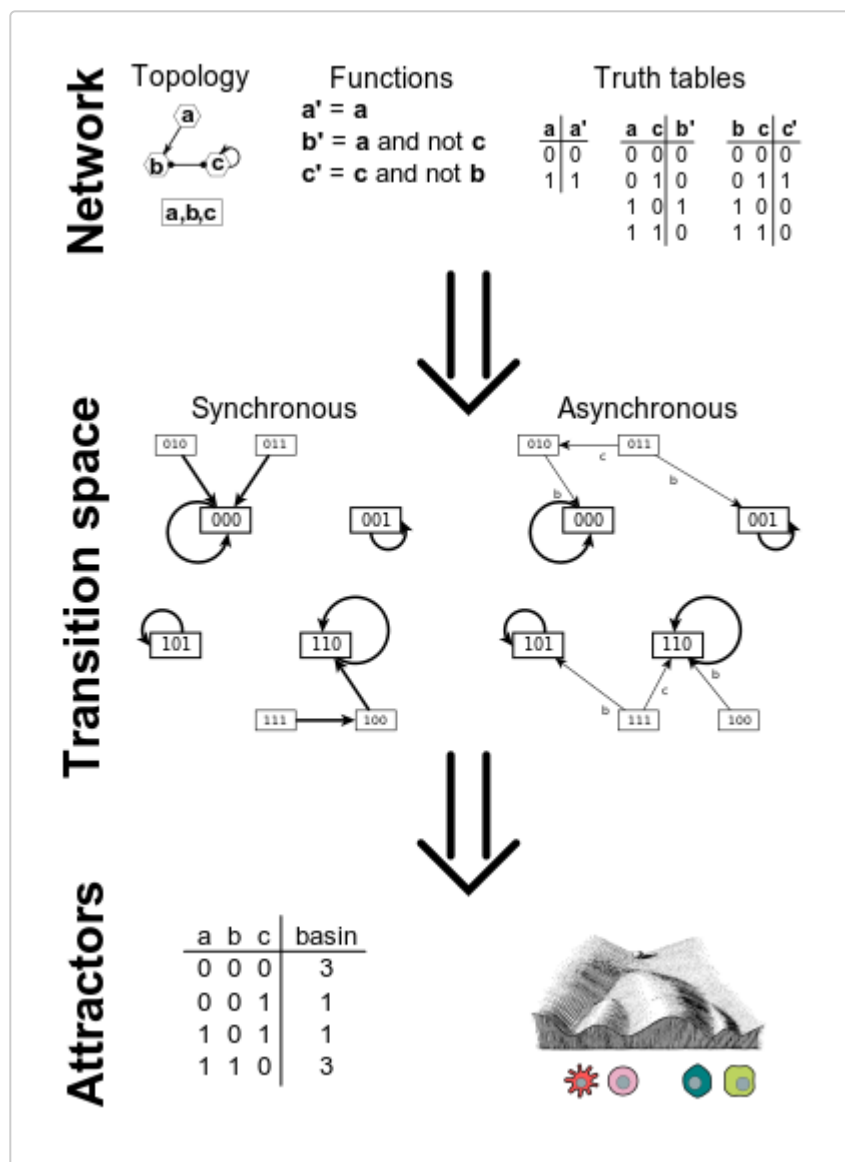 Network
Topology
a
b
c
a,b,c
Functions
a' = a
b' = a and not c
c' = c and not b
Truth tables
a a'
0 0
1 1
a c b'
0 0 0
0 1 0
1 0 1
1 1 0
b c c'
0 0 0
0 1 1
1 0 0
1 1 0
Transition space
Synchronous
010 011
000 001
101 110
111 100
Asynchronous
010 c 011
b b
000 001
101 110
b c b
111 100
Attractors
a b c basin
0 0 0 3
0 0 1 1
1 0 1 1
1 1 0 3